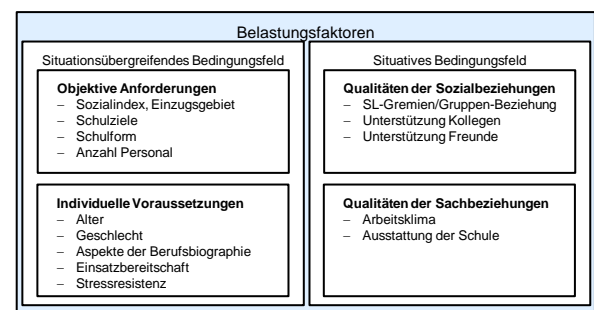 Belastungsfaktoren
Situationsübergreifendes Bedingungsfeld
Objektive Anforderungen
– Sozialindex, Einzugsgebiet
– Schulziele
– Schulform
– Anzahl Personal
Individuelle Voraussetzungen
– Alter
– Geschlecht
– Aspekte der Berufsbiographie
– Einsatzbereitschaft
– Stressresistenz
Situatives Bedingungsfeld
Qualitäten der Sozialbeziehungen
– SL-Gremien/Gruppen-Beziehung
– Unterstützung Kollegen
– Unterstützung Freunde
Qualitäten der Sachbeziehungen
– Arbeitsklima
– Ausstattung der Schule